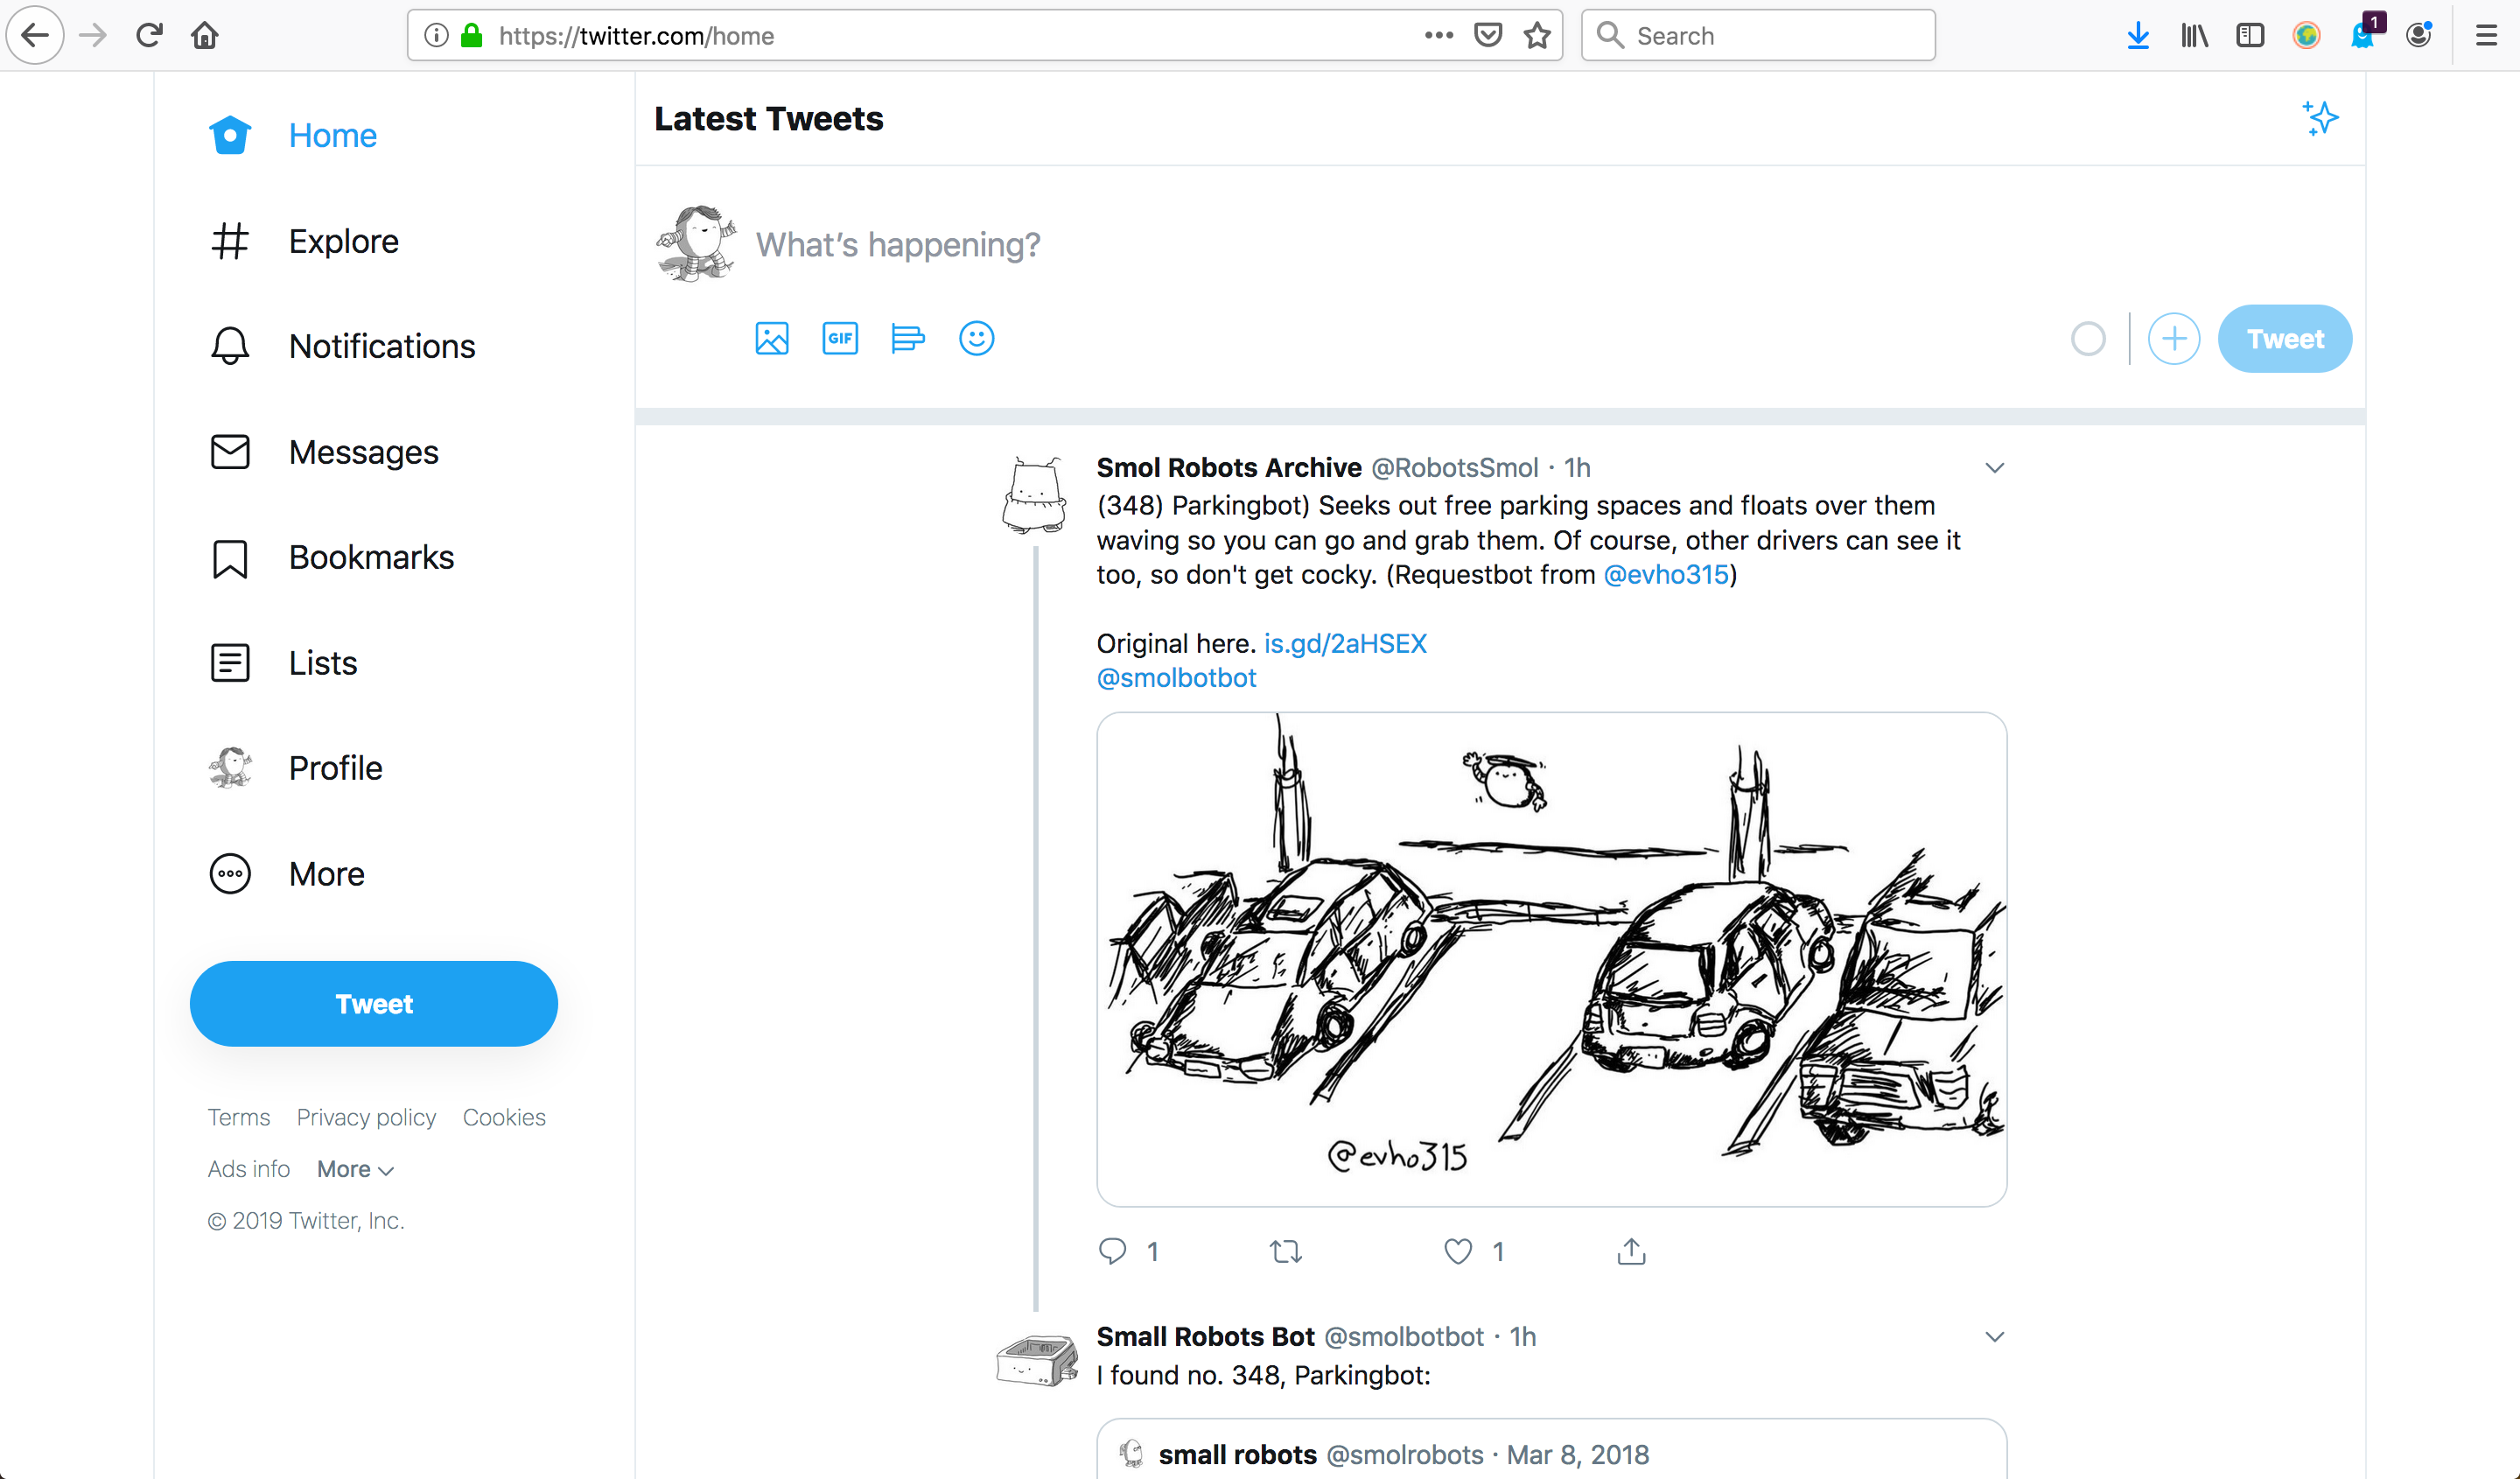 https://twitter.com/home
Search
1
Home
Explore
Notifications
Messages
Bookmarks
Lists
Profile
More
Tweet
Terms Privacy policy Cookies
Ads info More
© 2019 Twitter, Inc.
Latest Tweets
What's happening?
GIF
Tweet
Smol Robots Archive @RobotsSmol · 1h
(348) Parkingbot) Seeks out free parking spaces and floats over them
waving so you can go and grab them. Of course, other drivers can see it
too, so don't get cocky. (Requestbot from @evho315)
Original here. is.gd/2aHSEX
@smolbotbot
@evho315
1 1
Small Robots Bot @smolbotbot · 1h
I found no. 348, Parkingbot:
small robots @smolrobots · Mar 8, 2018